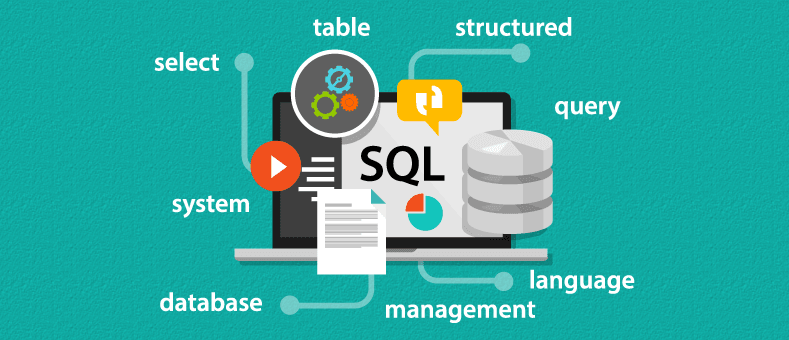 table
structured
select
query
SQL
system
language
database
management